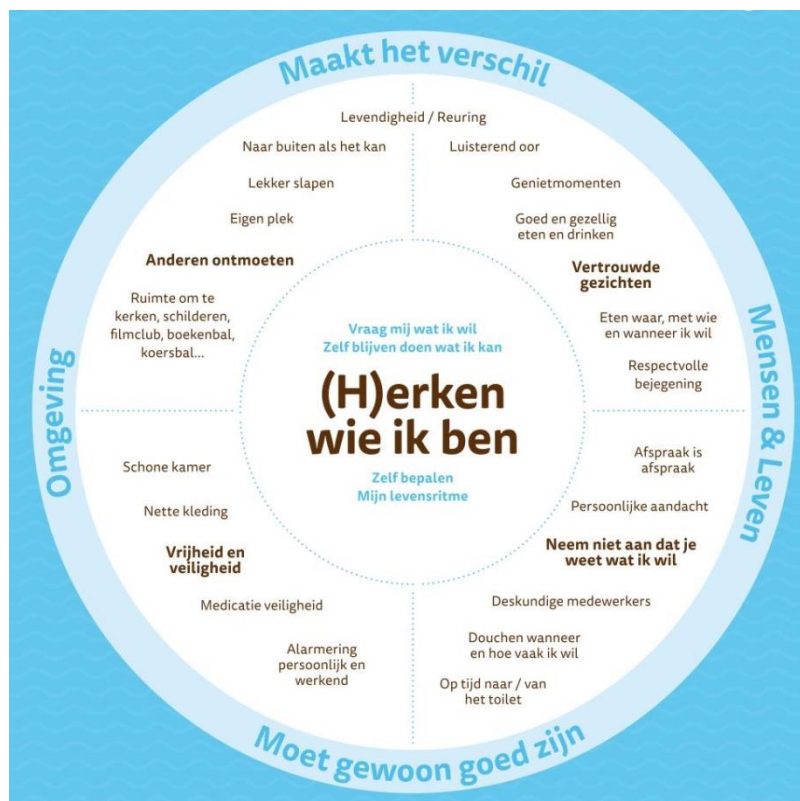 Maakt het verschil
Levendigheid / Reuring
Naar buiten als het kan
Luisterend oor
Lekker slapen
Genietmomenten
Eigen plek
Goed en gezellig
eten en drinken
Anderen ontmoeten
Vertrouwde
gezichten
Ruimte om te
kerken, schilderen,
filmclub, boekenbal,
koersbal...
Eten waar, met wie
en wanneer ik wil
Respectvolle
bejegening
Omgeving
Mensen & Leven
Vraag mij wat ik wil
Zelf blijven doen wat ik kan
(H)erken
wie ik ben
Zelf bepalen
Mijn levensritme
Schone kamer
Nette kleding
Vrijheid en
veiligheid
Medicatie veiligheid
Alarmering
persoonlijk en
werkend
Afspraak is
afspraak
Persoonlijke aandacht
Neem niet aan dat je
weet wat ik wil
Deskundige medewerkers
Douchen wanneer
en hoe vaak ik wil
Op tijd naar / van
het toilet
Moet gewoon goed zijn